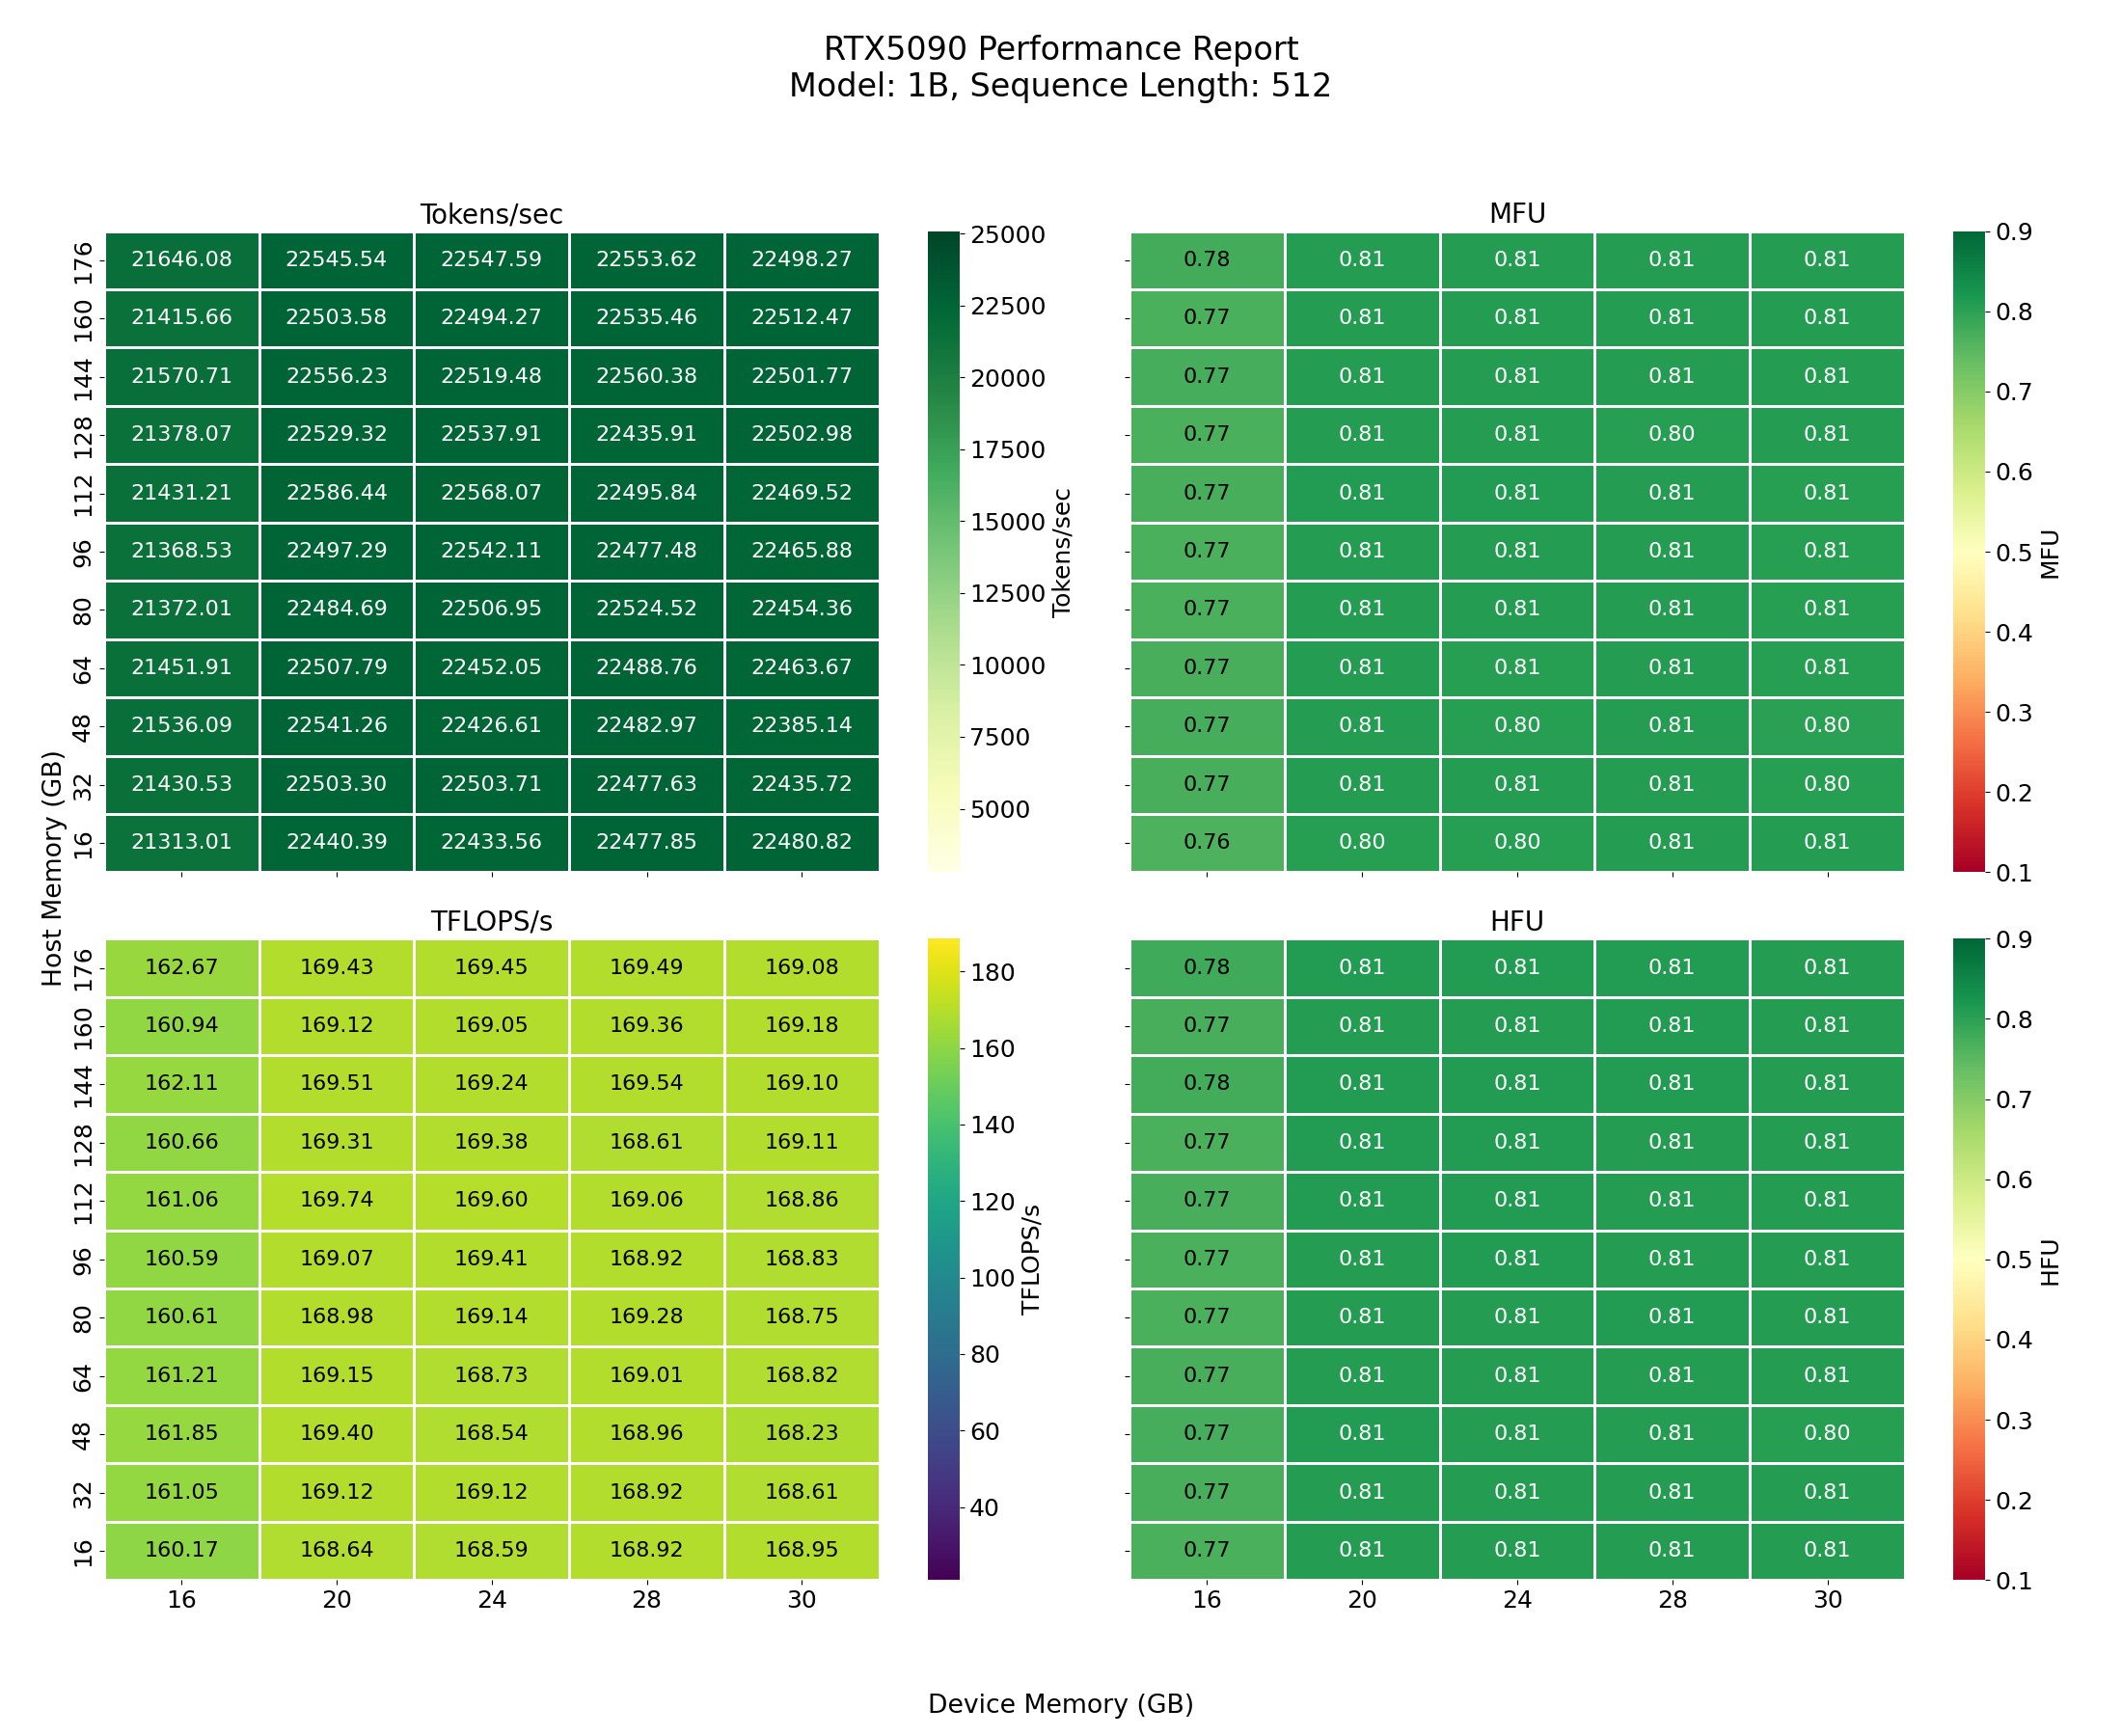 RTX5090 Performance Report
Model: 1B, Sequence Length: 512
Tokens/sec
176 21646.08 22545.54 22547.59 22553.62 22498.27
160 21415.66 22503.58 22494.27 22535.46 22512.47
144 21570.71 22556.23 22519.48 22560.38 22501.77
128 21378.07 22529.32 22537.91 22435.91 22502.98
112 21431.21 22586.44 22568.07 22495.84 22469.52
96 21368.53 22497.29 22542.11 22477.48 22465.88
80 21372.01 22484.69 22506.95 22524.52 22454.36
64 21451.91 22507.79 22452.05 22488.76 22463.67
48 21536.09 22541.26 22426.61 22482.97 22385.14
32 21430.53 22503.30 22503.71 22477.63 22435.72
16 21313.01 22440.39 22433.56 22477.85 22480.82
25000
22500
20000
17500
15000
12500
10000
7500
5000
Tokens/sec
MFU
0.78 0.81 0.81 0.81 0.81
0.77 0.81 0.81 0.81 0.81
0.77 0.81 0.81 0.81 0.81
0.77 0.81 0.81 0.80 0.81
0.77 0.81 0.81 0.81 0.81
0.77 0.81 0.81 0.81 0.81
0.77 0.81 0.81 0.81 0.81
0.77 0.81 0.81 0.81 0.81
0.77 0.81 0.80 0.81 0.80
0.77 0.81 0.81 0.81 0.80
0.76 0.80 0.80 0.81 0.81
0.9
0.8
0.7
0.6
0.5
0.4
0.3
0.2
0.1
MFU
Host Memory (GB)
TFLOPS/s
176 162.67 169.43 169.45 169.49 169.08
160 160.94 169.12 169.05 169.36 169.18
144 162.11 169.51 169.24 169.54 169.10
128 160.66 169.31 169.38 168.61 169.11
112 161.06 169.74 169.60 169.06 168.86
96 160.59 169.07 169.41 168.92 168.83
80 160.61 168.98 169.14 169.28 168.75
64 161.21 169.15 168.73 169.01 168.82
48 161.85 169.40 168.54 168.96 168.23
32 161.05 169.12 169.12 168.92 168.61
16 160.17 168.64 168.59 168.92 168.95
16 20 24 28 30
180
160
140
120
100
80
60
40
TFLOPS/s
HFU
0.78 0.81 0.81 0.81 0.81
0.77 0.81 0.81 0.81 0.81
0.78 0.81 0.81 0.81 0.81
0.77 0.81 0.81 0.81 0.81
0.77 0.81 0.81 0.81 0.81
0.77 0.81 0.81 0.81 0.81
0.77 0.81 0.81 0.81 0.81
0.77 0.81 0.81 0.81 0.81
0.77 0.81 0.81 0.81 0.80
0.77 0.81 0.81 0.81 0.81
0.77 0.81 0.81 0.81 0.81
16 20 24 28 30
0.9
0.8
0.7
0.6
0.5
0.4
0.3
0.2
0.1
HFU
Device Memory (GB)